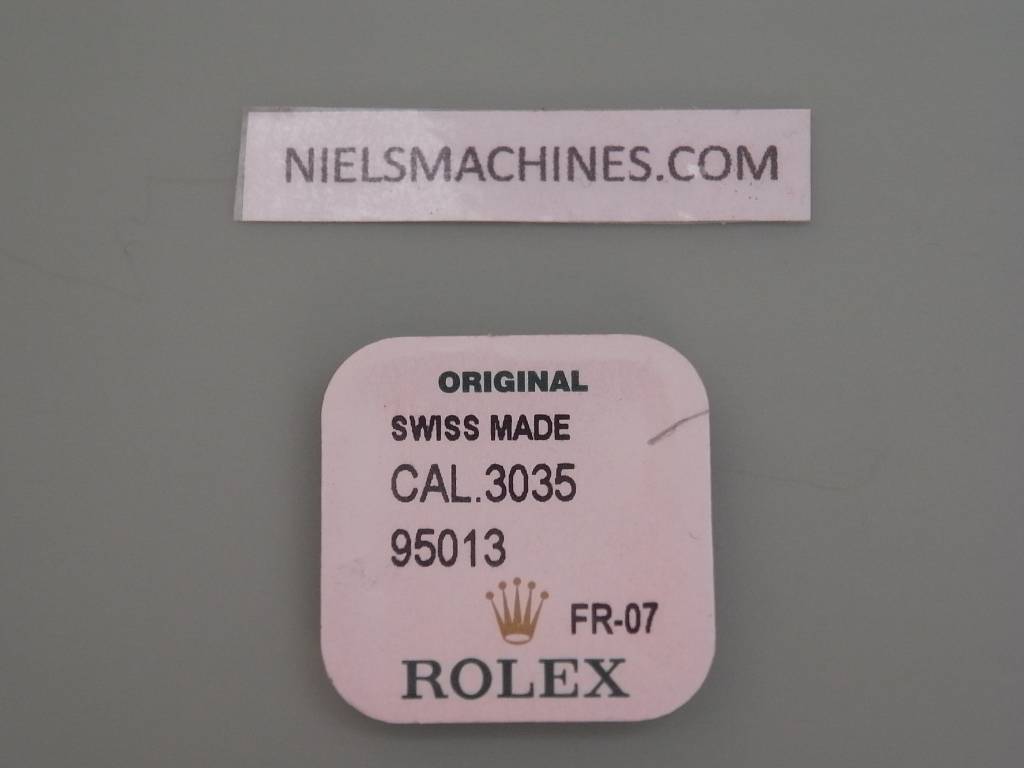 NIELSMACHINES.COM
ORIGINAL
SWISS MADE
CAL.3035
95013
FR-07
ROLEX